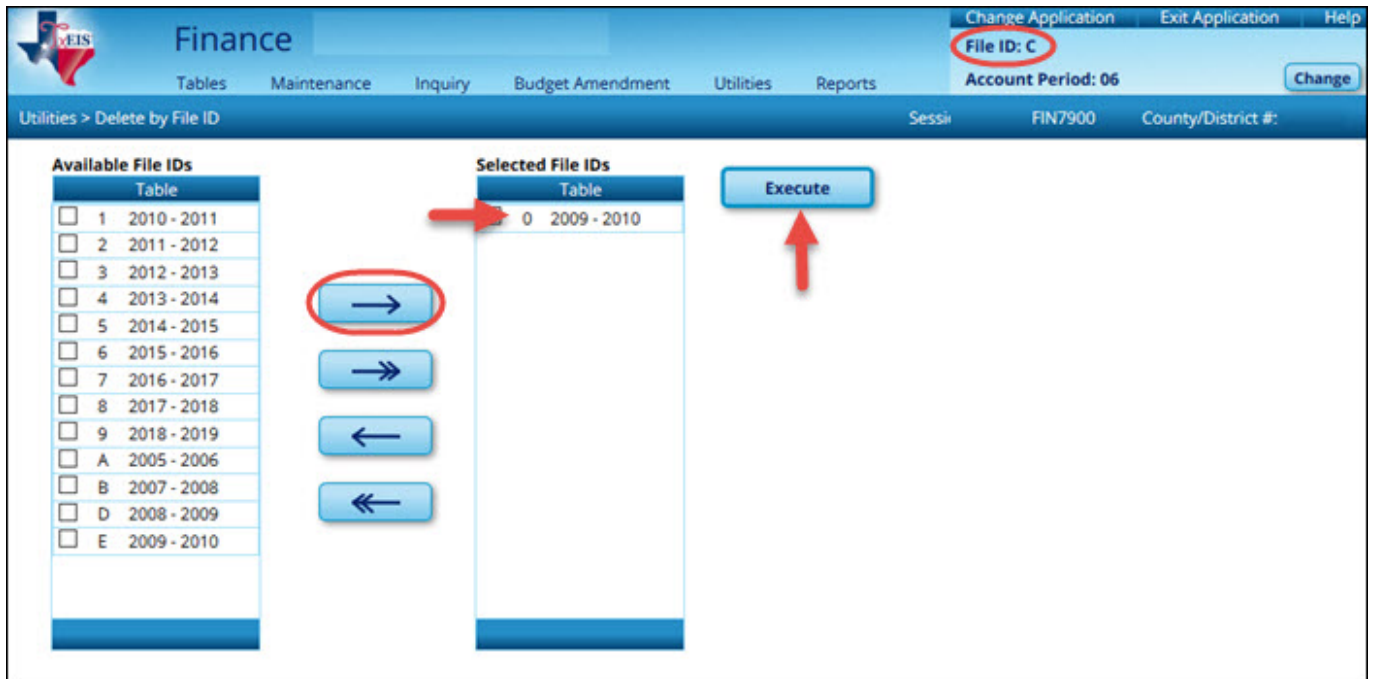 Change Application Exit Application Help
TxEIS
Finance
File ID: C
Tables Maintenance Inquiry Budget Amendment Utilities Reports
Account Period: 06
Change
Utilities > Delete by File ID
FIN7900 County/District #:
Available File IDs
Table
1 2010 - 2011
2 2011 - 2012
3 2012 - 2013
4 2013 - 2014
5 2014 - 2015
6 2015 - 2016
7 2016 - 2017
8 2017 - 2018
9 2018 - 2019
A 2005 - 2006
B 2007 - 2008
D 2008 - 2009
E 2009 - 2010
Selected File IDs
Table
0 2009 - 2010
Execute